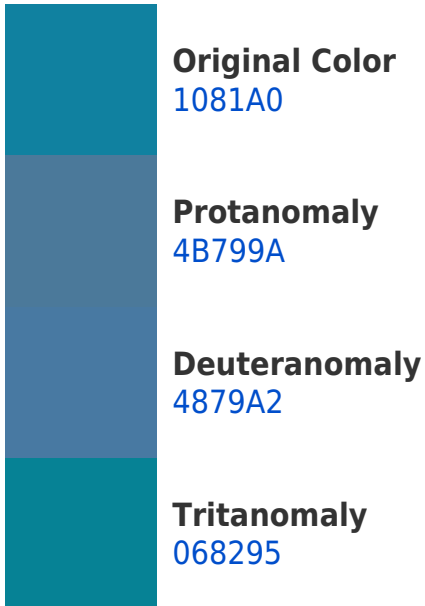 Original Color
1081A0
Protanomaly
4B799A
Deuteranomaly
4879A2
Tritanomaly
068295